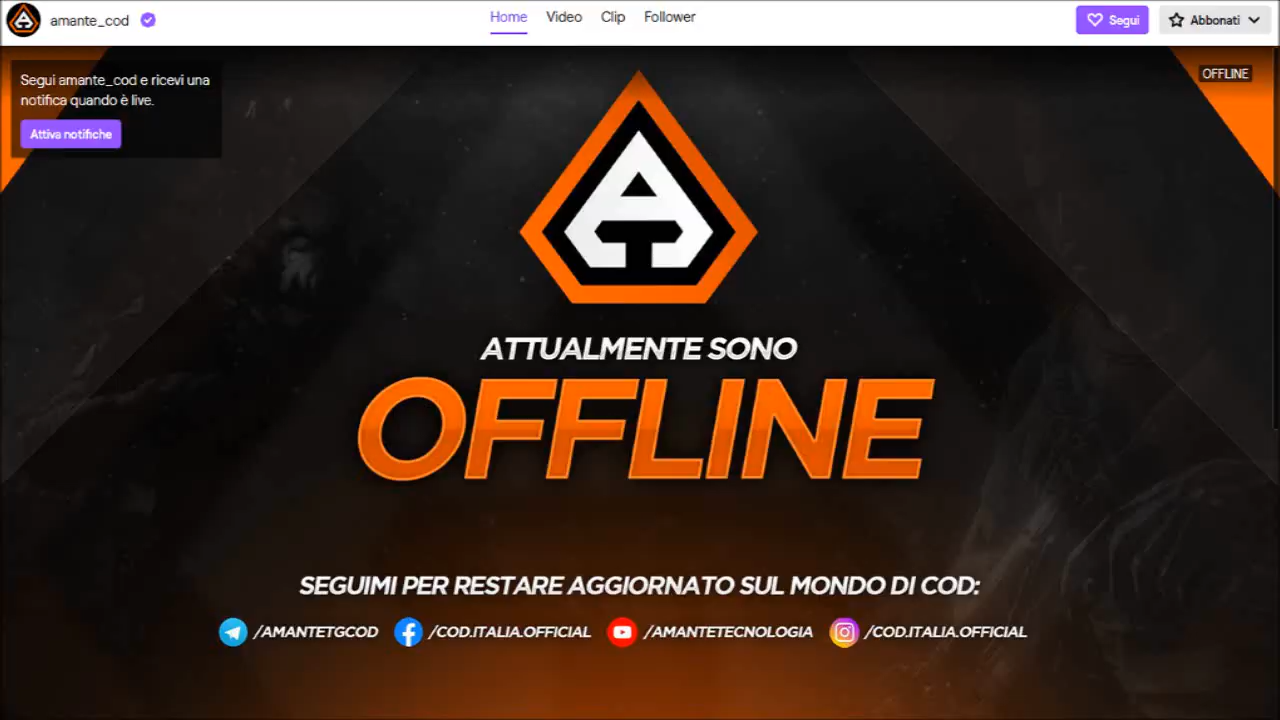 amante_cod
Home Video Clip Follower
Segui
Abbonati
Segui amante_cod e ricevi una
notifica quando è live.
Attiva notifiche
OFFLINE
ATTUALMENTE SONO
OFFLINE
SEGUIMI PER RESTARE AGGIORNATO SUL MONDO DI COD:
/AMANTETGCOD /COD.ITALIA.OFFICIAL /AMANTETECNOLOGIA /COD.ITALIA.OFFICIAL